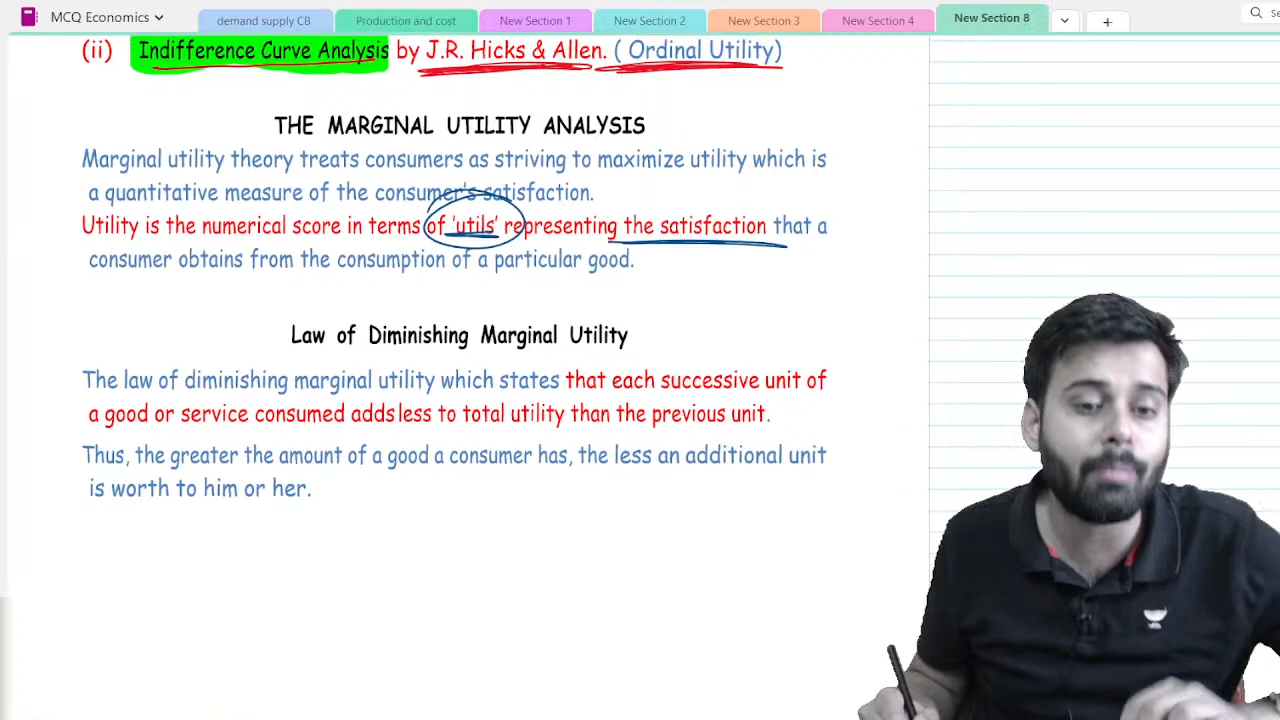 MCQ Economics
demand supply CB
Production and cost
New Section 1
New Section 2
New Section 3
New Section 4
New Section 8
(ii) Indifference Curve Analysis by J.R. Hicks & Allen. ( Ordinal Utility)
THE MARGINAL UTILITY ANALYSIS
Marginal utility theory treats consumers as striving to maximize utility which is
a quantitative measure of the consumer's satisfaction.
Utility is the numerical score in terms of 'utils' representing the satisfaction that a
consumer obtains from the consumption of a particular good.
Law of Diminishing Marginal Utility
The law of diminishing marginal utility which states that each successive unit of
a good or service consumed adds less to total utility than the previous unit.
Thus, the greater the amount of a good a consumer has, the less an additional unit
is worth to him or her.